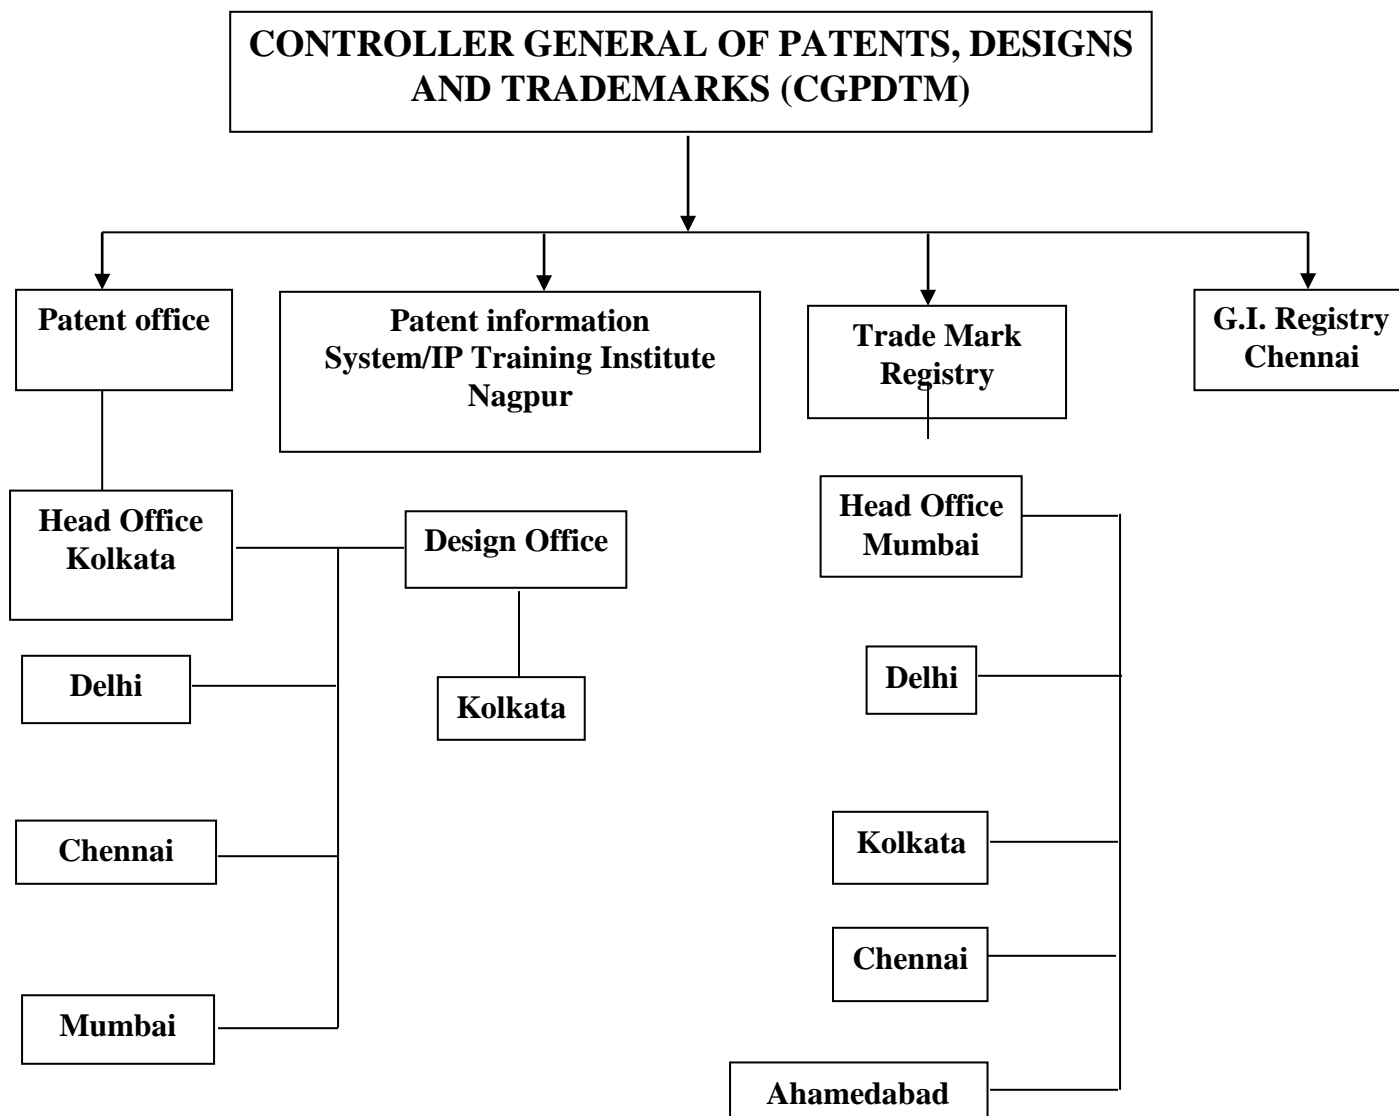 CONTROLLER GENERAL OF PATENTS, DESIGNS
AND TRADEMARKS (CGPDTM)
Patent office
Patent information
System/IP Training Institute
Nagpur
Trade Mark
Registry
G.I. Registry
Chennai
Head Office
Kolkata
Design Office
Head Office
Mumbai
Delhi
Kolkata
Delhi
Chennai
Kolkata
Chennai
Mumbai
Ahamedabad